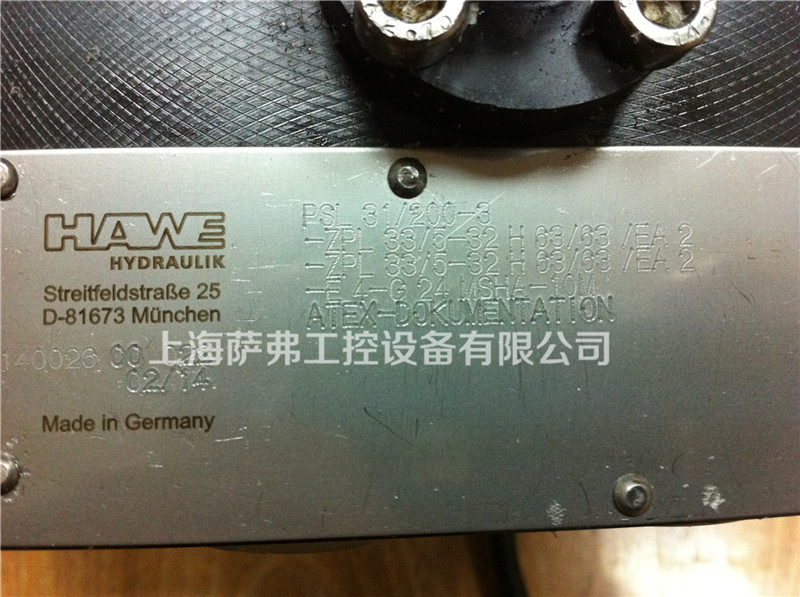 HAWE
HYDRAULIK
Streitfeldstraße 25
D-81673 München
140026 00
02/14
Made in Germany
PSL 31/200-3
-ZPL 33/5-32 H 63/63 /EA 2
-ZPL 33/5-32 H 63/63 /EA 2
-E 4-G 24 MSHA-10M
ATEX-DOKUMENTATION
上海萨弗工控设备有限公司